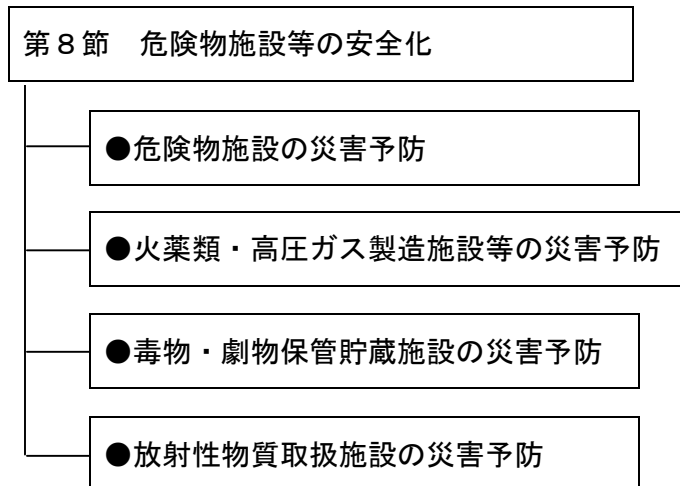 第８節　危険物施設等の安全化
●危険物施設の災害予防
●火薬類・高圧ガス製造施設等の災害予防
●毒物・劇物保管貯蔵施設の災害予防
●放射性物質取扱施設の災害予防